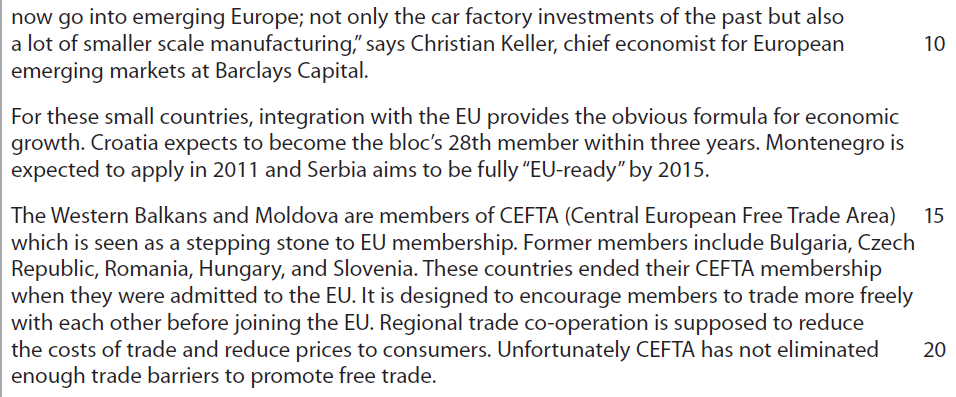 now go into emerging Europe; not only the car factory investments of the past but also
a lot of smaller scale manufacturing,” says Christian Keller, chief economist for European 10
emerging markets at Barclays Capital.
For these small countries, integration with the EU provides the obvious formula for economic
growth. Croatia expects to become the bloc’s 28th member within three years. Montenegro is
expected to apply in 2011 and Serbia aims to be fully “EU-ready” by 2015.
The Western Balkans and Moldova are members of CEFTA (Central European Free Trade Area) 15
which is seen as a stepping stone to EU membership. Former members include Bulgaria, Czech
Republic, Romania, Hungary, and Slovenia. These countries ended their CEFTA membership
when they were admitted to the EU. It is designed to encourage members to trade more freely
with each other before joining the EU. Regional trade co-operation is supposed to reduce
the costs of trade and reduce prices to consumers. Unfortunately CEFTA has not eliminated 20
enough trade barriers to promote free trade.